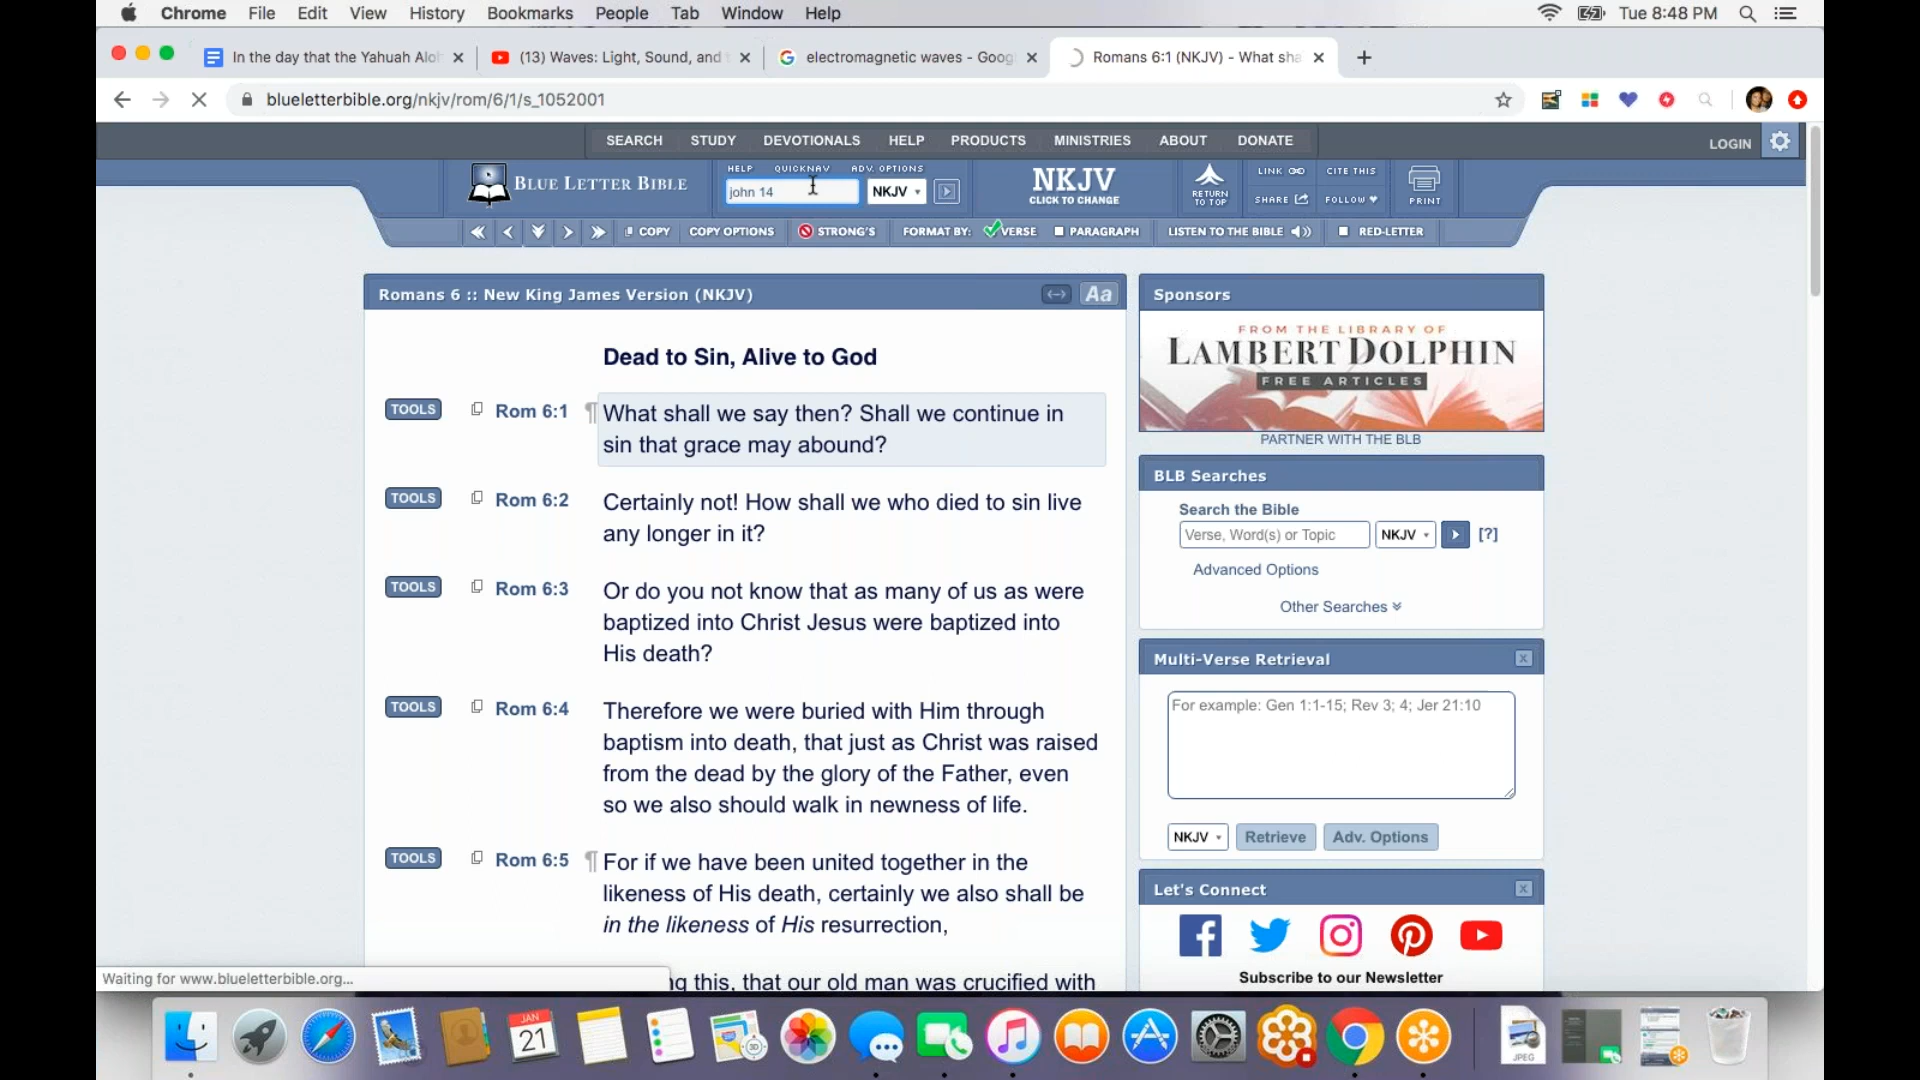 Chrome File Edit View History Bookmarks People Tab Window Help Tue 8:48 PM
In the day that the Yahuah Aloh (13) Waves: Light, Sound, and electromagnetic waves - Goog Romans 6:1 (NKJV) - What sha
blueletterbible.org/nkjv/rom/6/1/s_1052001
SEARCH STUDY DEVOTIONALS HELP PRODUCTS MINISTRIES ABOUT DONATE LOGIN
HELP QUICKNAV ADV. OPTIONS
BLUE LETTER BIBLE
john 14 NKJV
NKJV
CLICK TO CHANGE
RETURN
TO TOP
LINK CITE THIS
SHARE FOLLOW
PRINT
COPY COPY OPTIONS STRONG'S FORMAT BY: VERSE PARAGRAPH LISTEN TO THE BIBLE RED-LETTER
Romans 6 :: New King James Version (NKJV) Aa
Dead to Sin, Alive to God
TOOLS Rom 6:1 ¶ What shall we say then? Shall we continue in
sin that grace may abound?
TOOLS Rom 6:2 Certainly not! How shall we who died to sin live
any longer in it?
TOOLS Rom 6:3 Or do you not know that as many of us as were
baptized into Christ Jesus were baptized into
His death?
TOOLS Rom 6:4 Therefore we were buried with Him through
baptism into death, that just as Christ was raised
from the dead by the glory of the Father, even
so we also should walk in newness of life.
TOOLS Rom 6:5 ¶ For if we have been united together in the
likeness of His death, certainly we also shall be
in the likeness of His resurrection,
this, that our old man was crucified with
Sponsors
FROM THE LIBRARY OF
LAMBERT DOLPHIN
FREE ARTICLES
PARTNER WITH THE BLB
BLB Searches
Search the Bible
Verse, Word(s) or Topic NKJV [?]
Advanced Options
Other Searches
Multi-Verse Retrieval
For example: Gen 1:1-15; Rev 3; 4; Jer 21:10
NKJV Retrieve Adv. Options
Let's Connect
Subscribe to our Newsletter
Waiting for www.blueletterbible.org...
JAN
21
3D
JPEG